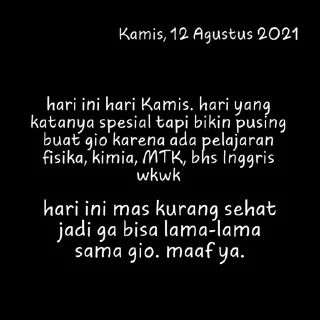 Kamis, 12 Agustus 2021
hari ini hari Kamis. hari yang
katanya spesial tapi bikin pusing
buat gio karena ada pelajaran
fisika, kimia, MTK, bhs Inggris
wkwk
hari ini mas kurang sehat
jadi ga bisa lama-lama
sama gio. maaf ya.